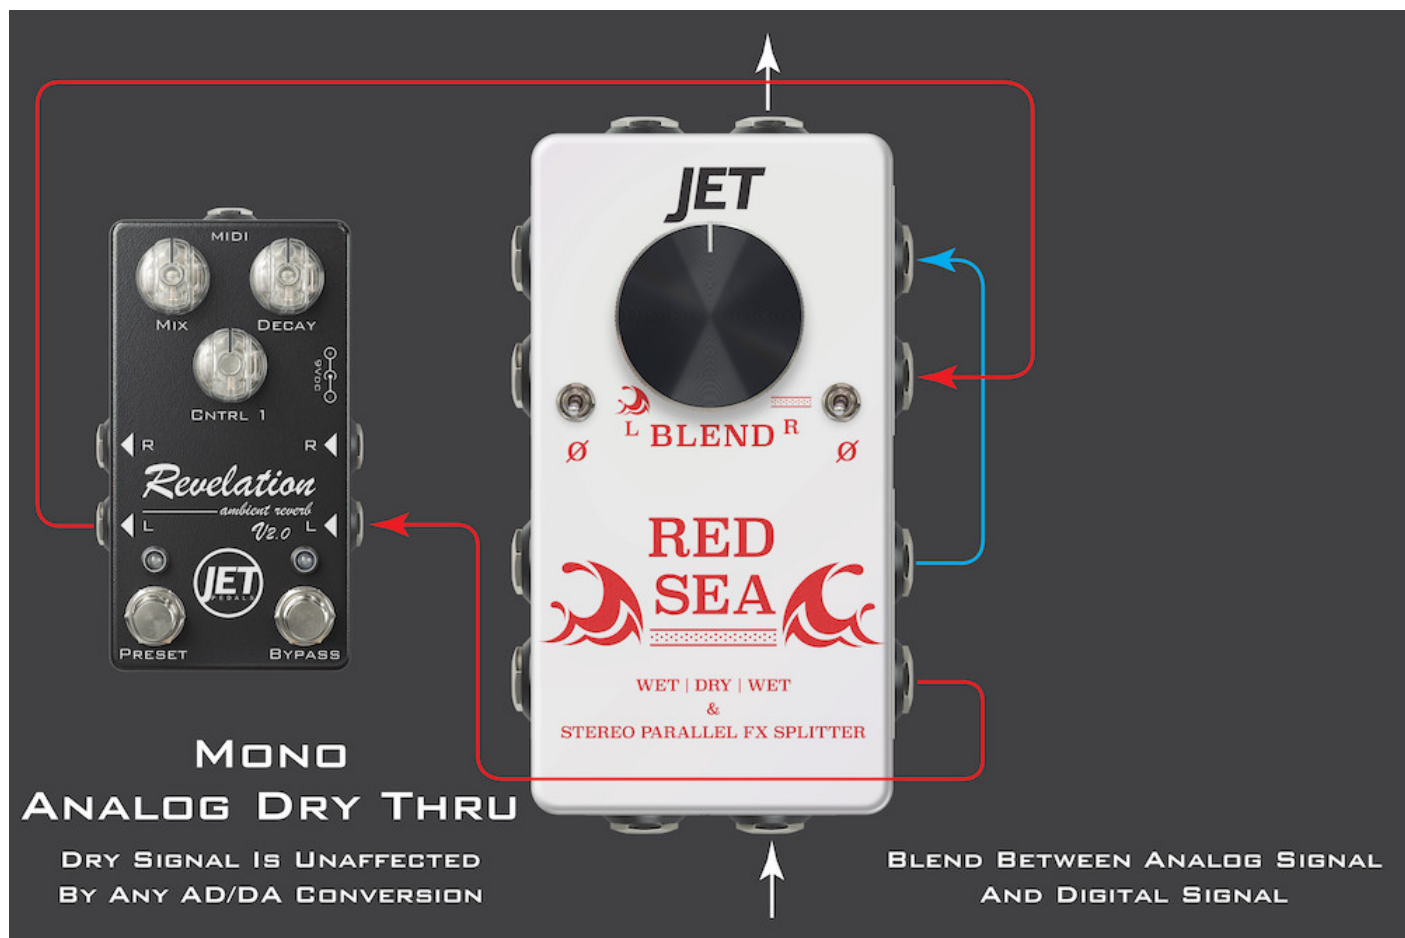 JET
MIDI
MIX
DECAY
CNTRL 1
9VDC
R
R
Revelation
ambient reverb
V2.0
L
L
JET
PEDALS
PRESET
BYPASS
L BLEND R
Ø
Ø
RED
SEA
WET | DRY | WET
&
STEREO PARALLEL FX SPLITTER
MONO
ANALOG DRY THRU
DRY SIGNAL IS UNAFFECTED
BY ANY AD/DA CONVERSION
BLEND BETWEEN ANALOG SIGNAL
AND DIGITAL SIGNAL